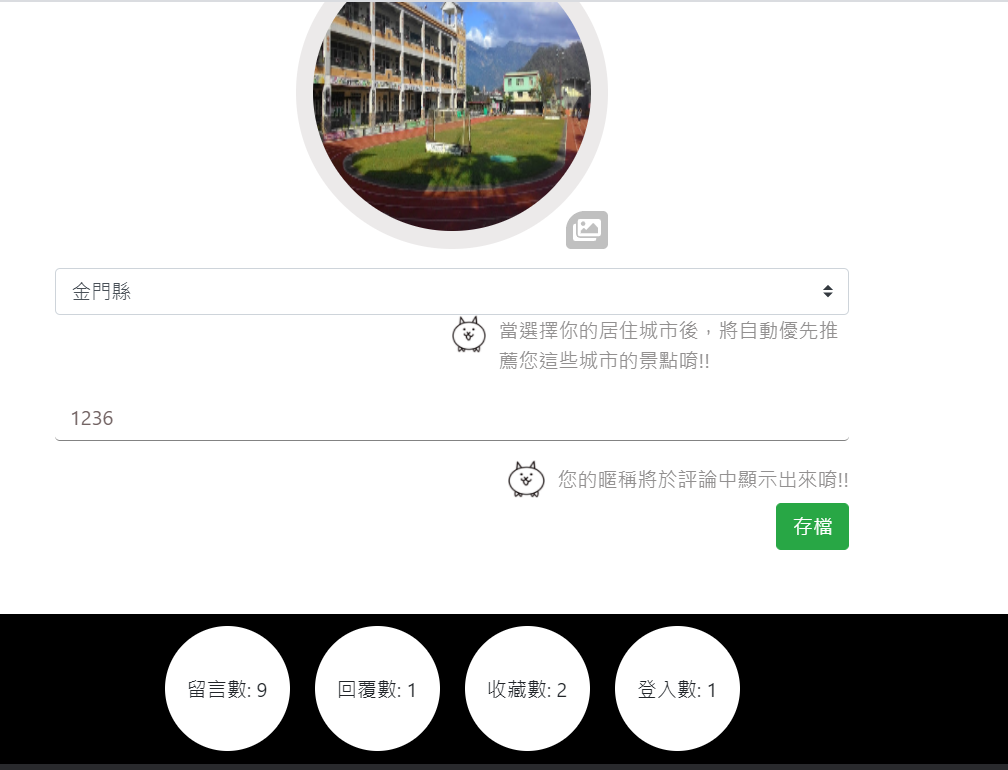 金門縣
當選擇你的居住城市後，將自動優先推
薦您這些城市的景點唷!!
1236
您的暱稱將於評論中顯示出來唷!!
存檔
留言數: 9
回覆數: 1
收藏數: 2
登入數: 1